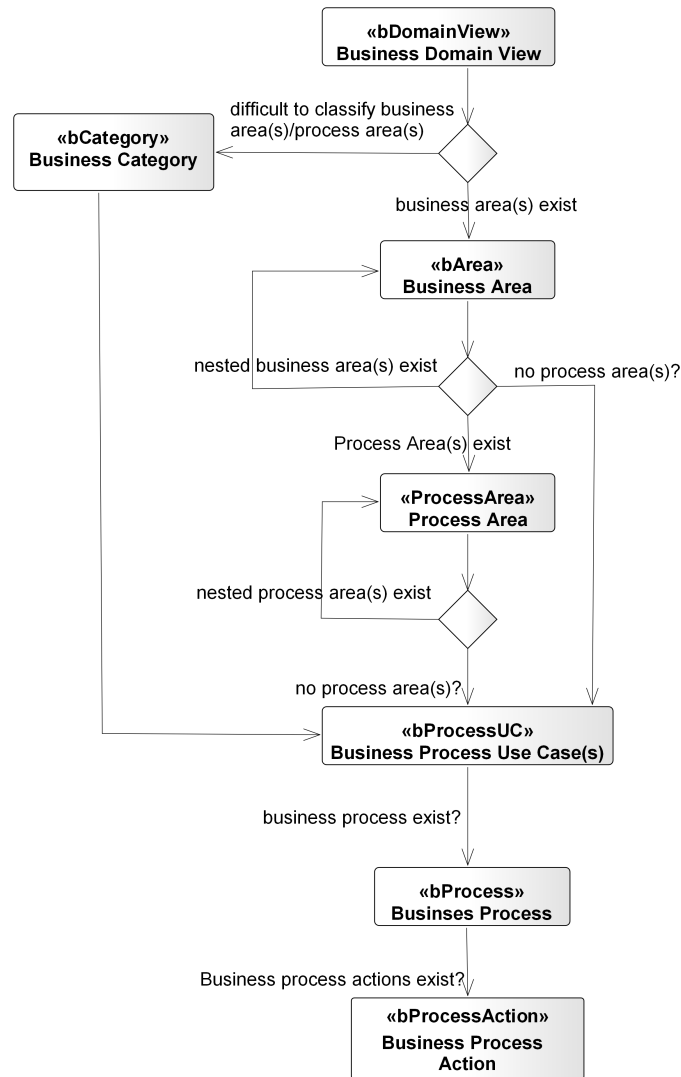 «bDomainView»
Business Domain View
difficult to classify business
area(s)/process area(s)
«bCategory»
Business Category
business area(s) exist
«bArea»
Business Area
nested business area(s) exist
no process area(s)?
Process Area(s) exist
«ProcessArea»
Process Area
nested process area(s) exist
no process area(s)?
«bProcessUC»
Business Process Use Case(s)
business process exist?
«bProcess»
Businses Process
Business process actions exist?
«bProcessAction»
Business Process
Action